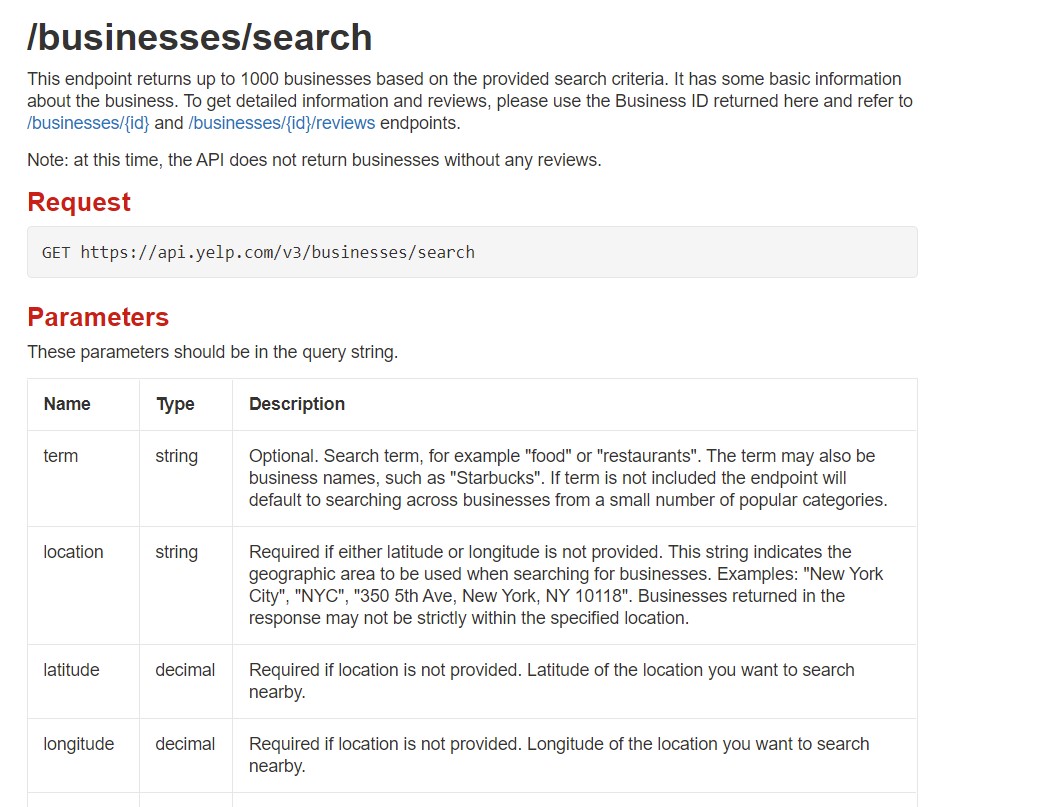 /businesses/search
This endpoint returns up to 1000 businesses based on the provided search criteria. It has some basic information
about the business. To get detailed information and reviews, please use the Business ID returned here and refer to
/businesses/{id} and /businesses/{id}/reviews endpoints.
Note: at this time, the API does not return businesses without any reviews.
Request
GET https://api.yelp.com/v3/businesses/search
Parameters
These parameters should be in the query string.
Name Type Description
term string Optional. Search term, for example "food" or "restaurants". The term may also be
business names, such as "Starbucks". If term is not included the endpoint will
default to searching across businesses from a small number of popular categories.
location string Required if either latitude or longitude is not provided. This string indicates the
geographic area to be used when searching for businesses. Examples: "New York
City", "NYC", "350 5th Ave, New York, NY 10118". Businesses returned in the
response may not be strictly within the specified location.
latitude decimal Required if location is not provided. Latitude of the location you want to search
nearby.
longitude decimal Required if location is not provided. Longitude of the location you want to search
nearby.